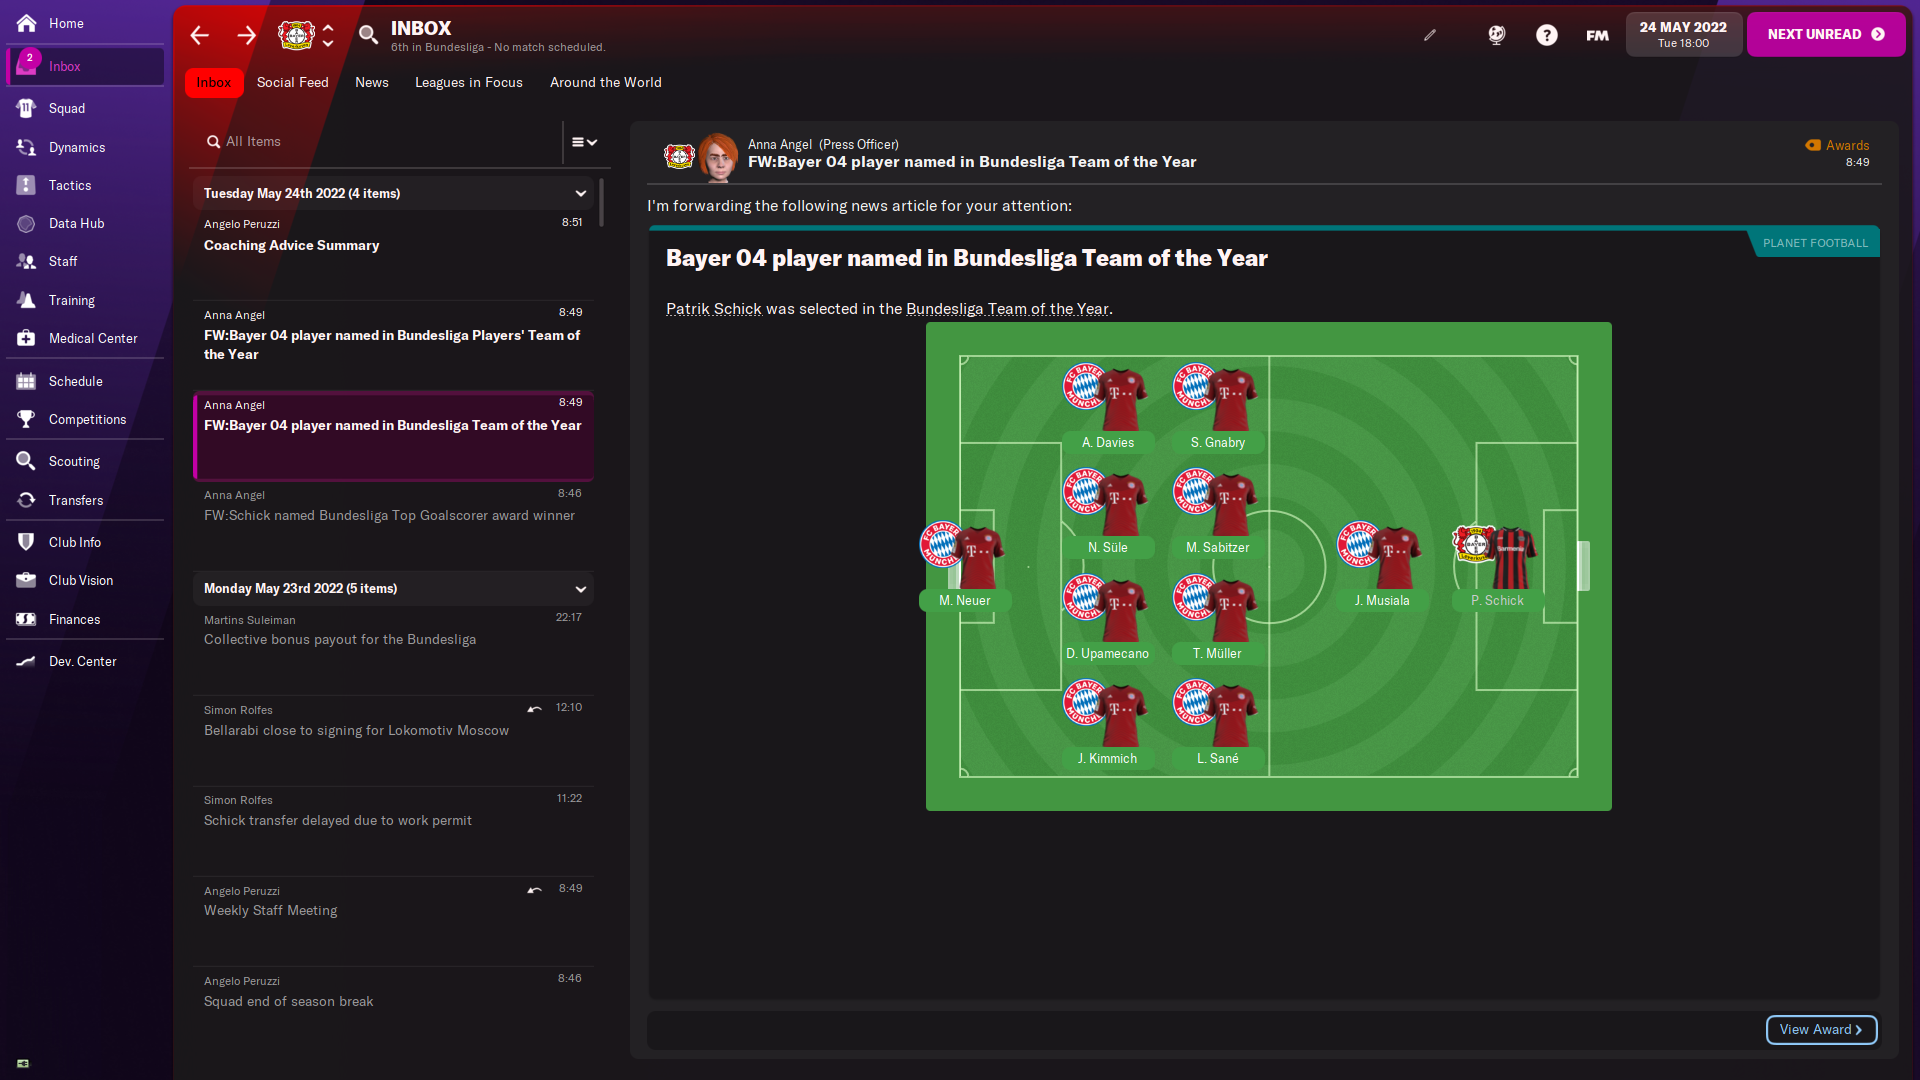 Home
2
Inbox
Squad
Dynamics
Tactics
Data Hub
Staff
Training
Medical Center
Schedule
Competitions
Scouting
Transfers
Club Info
Club Vision
Finances
Dev. Center
INBOX
6th in Bundesliga - No match scheduled.
?
FM
24 MAY 2022
Tue 18:00
NEXT UNREAD
Inbox
Social Feed
News
Leagues in Focus
Around the World
All Items
Tuesday May 24th 2022 (4 items)
Angelo Peruzzi
8:51
Coaching Advice Summary
Anna Angel
8:49
FW:Bayer 04 player named in Bundesliga Players' Team of
the Year
Anna Angel
8:49
FW:Bayer 04 player named in Bundesliga Team of the Year
Anna Angel
8:46
FW:Schick named Bundesliga Top Goalscorer award winner
Monday May 23rd 2022 (5 items)
Martins Suleiman
22:17
Collective bonus payout for the Bundesliga
Simon Rolfes
12:10
Bellarabi close to signing for Lokomotiv Moscow
Simon Rolfes
11:22
Schick transfer delayed due to work permit
Angelo Peruzzi
8:49
Weekly Staff Meeting
Angelo Peruzzi
8:46
Squad end of season break
Anna Angel (Press Officer)
FW:Bayer 04 player named in Bundesliga Team of the Year
Awards
8:49
I'm forwarding the following news article for your attention:
PLANET FOOTBALL
Bayer 04 player named in Bundesliga Team of the Year
Patrik Schick was selected in the Bundesliga Team of the Year.
A. Davies
S. Gnabry
N. Süle
M. Sabitzer
M. Neuer
J. Musiala
P. Schick
D. Upamecano
T. Müller
J. Kimmich
L. Sané
View Award